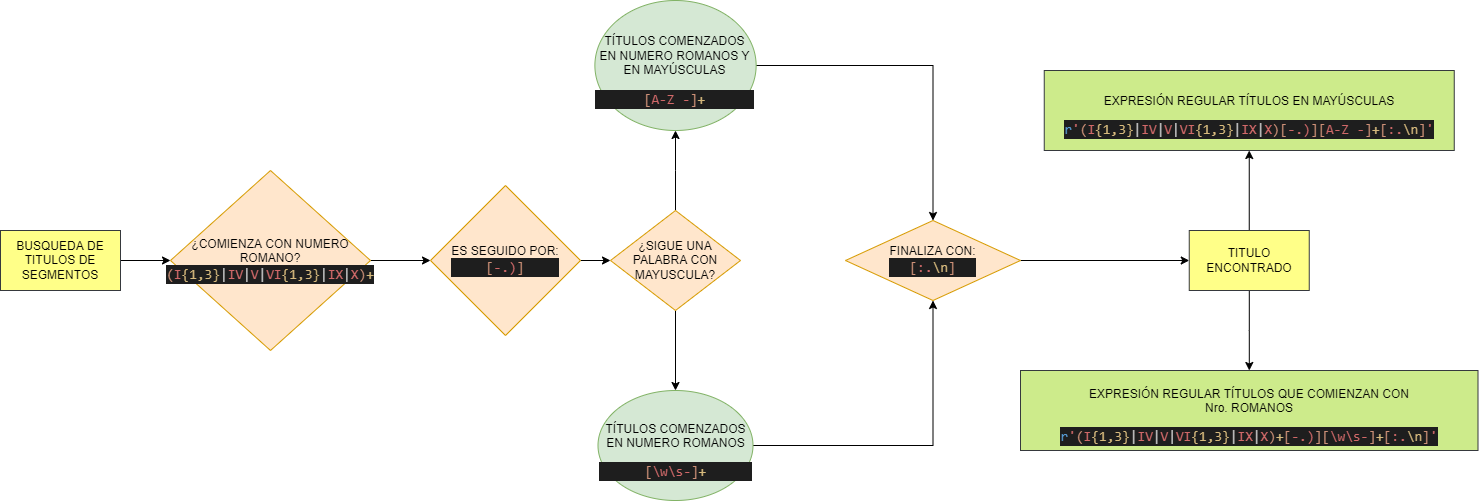 BUSQUEDA DE
TITULOS DE
SEGMENTOS
¿COMIENZA CON NUMERO
ROMANO?
(I{1,3}|IV|V|VI{1,3}|IX|X)+
ES SEGUIDO POR:
[-.)]
¿SIGUE UNA
PALABRA CON
MAYUSCULA?
TÍTULOS COMENZADOS
EN NUMERO ROMANOS Y
EN MAYÚSCULAS
[A-Z -]+
TÍTULOS COMENZADOS
EN NUMERO ROMANOS
[\w\s-]+
FINALIZA CON:
[:.\n]
TITULO
ENCONTRADO
EXPRESIÓN REGULAR TÍTULOS EN MAYÚSCULAS
r'(I{1,3}|IV|V|VI{1,3}|IX|X)[-.)][A-Z -]+[:.\n]'
EXPRESIÓN REGULAR TÍTULOS QUE COMIENZAN CON
Nro. ROMANOS
r'(I{1,3}|IV|V|VI{1,3}|IX|X)+[-.)][\w\s-]+[:.\n]'